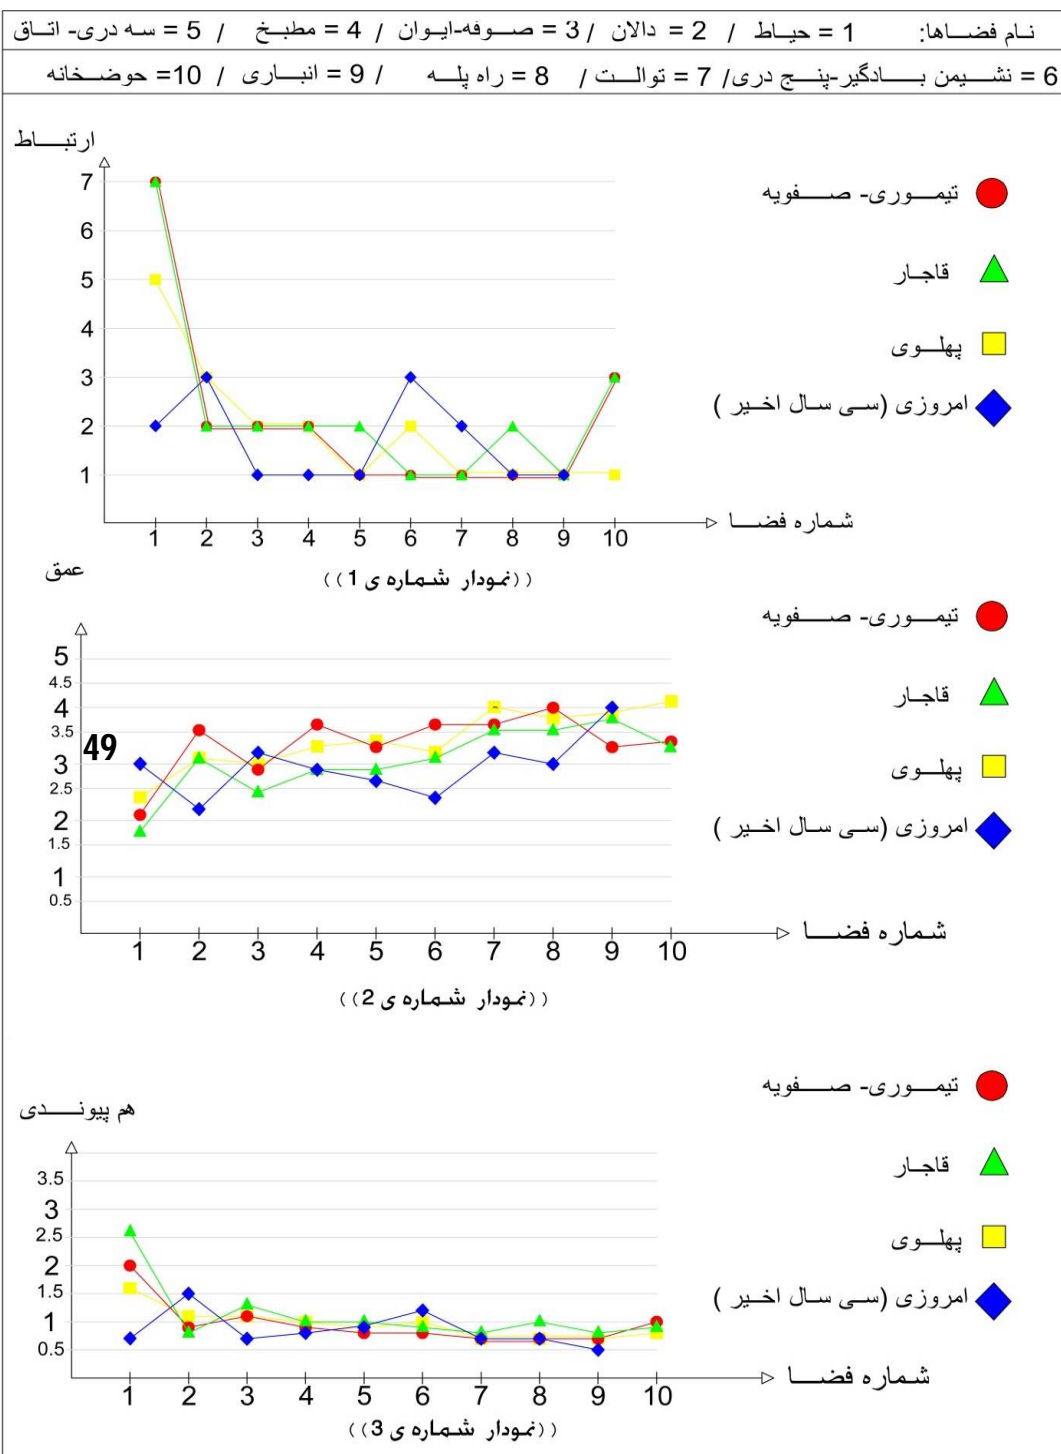 نام فضاها: 1 = حیاط / 2 = دالان / 3 = صوفه-ایوان / 4 = مطبخ / 5 = سه دری- اتاق
6 = نشیمن بادگیر-پنج دری/ 7 = توالت / 8 = راه پله / 9 = انباری / 10= حوضخانه
ارتباط
7
6
5
4
3
2
1
1 2 3 4 5 6 7 8 9 10
شماره فضا
تیموری- صفویه
قاجار
پهلوی
امروزی (سی سال اخیر )
((نمودار شماره ی 1))
عمق
5
4.5
4
3.5
49
3
2.5
2
1.5
1
0.5
1 2 3 4 5 6 7 8 9 10
شماره فضا
تیموری- صفویه
قاجار
پهلوی
امروزی (سی سال اخیر )
((نمودار شماره ی 2))
هم پیوندی
3.5
3
2.5
2
1.5
1
0.5
1 2 3 4 5 6 7 8 9 10
شماره فضا
تیموری- صفویه
قاجار
پهلوی
امروزی (سی سال اخیر )
((نمودار شماره ی 3))